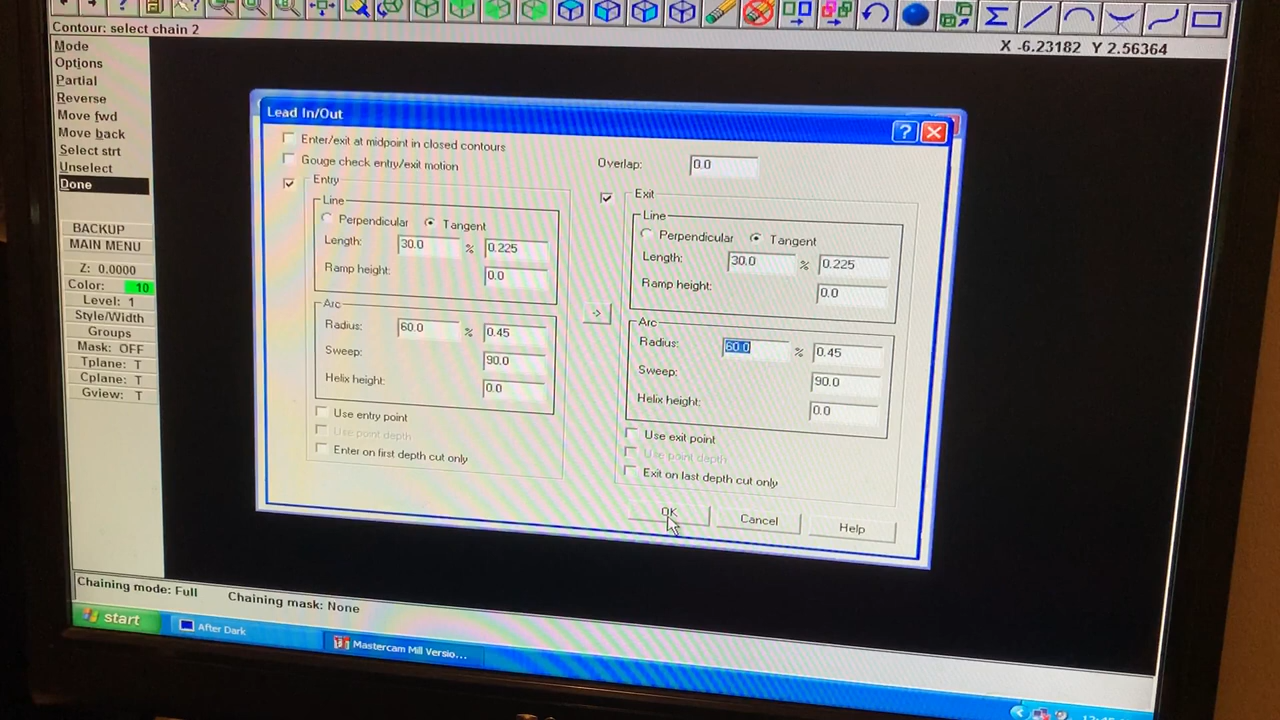 Contour: select chain 2
X -6.23182 Y 2.56364
Mode
Options
Partial
Reverse
Move fwd
Move back
Select strt
Unselect
Done
BACKUP
MAIN MENU
Z: 0.0000
Color: 10
Level: 1
Style/Width
Groups
Mask: OFF
Tplane: T
Cplane: T
Gview: T
Lead In/Out
Enter/exit at midpoint in closed contours
Gouge check entry/exit motion
Overlap: 0.0
Entry
Line
Perpendicular Tangent
Length: 30.0 % 0.225
Ramp height: 0.0
Arc
Radius: 60.0 % 0.45
Sweep: 90.0
Helix height: 0.0
Use entry point
Use point depth
Enter on first depth cut only
->
Exit
Line
Perpendicular Tangent
Length: 30.0 % 0.225
Ramp height: 0.0
Arc
Radius: 60.0 % 0.45
Sweep: 90.0
Helix height: 0.0
Use exit point
Use point depth
Exit on last depth cut only
OK Cancel Help
Chaining mode: Full Chaining mask: None
start After Dark Mastercam Mill Versio...